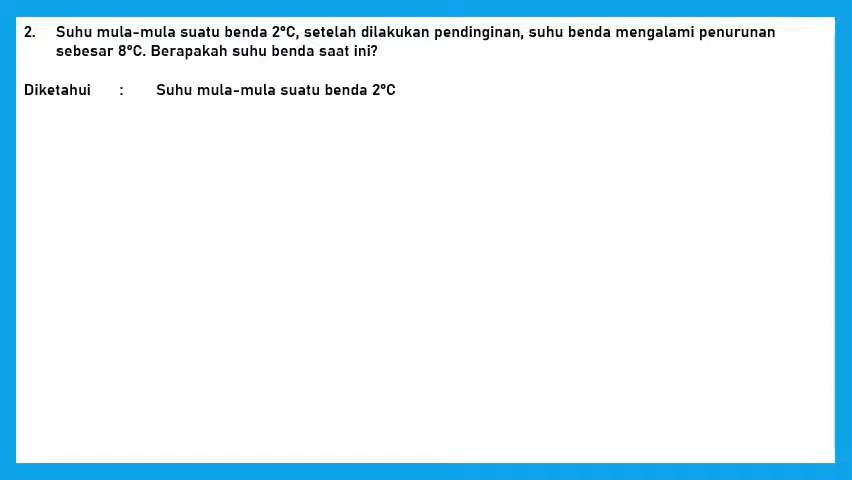 2. Suhu mula-mula suatu benda 2°C, setelah dilakukan pendinginan, suhu benda mengalami penurunan
sebesar 8°C. Berapakah suhu benda saat ini?
Diketahui : Suhu mula-mula suatu benda 2°C